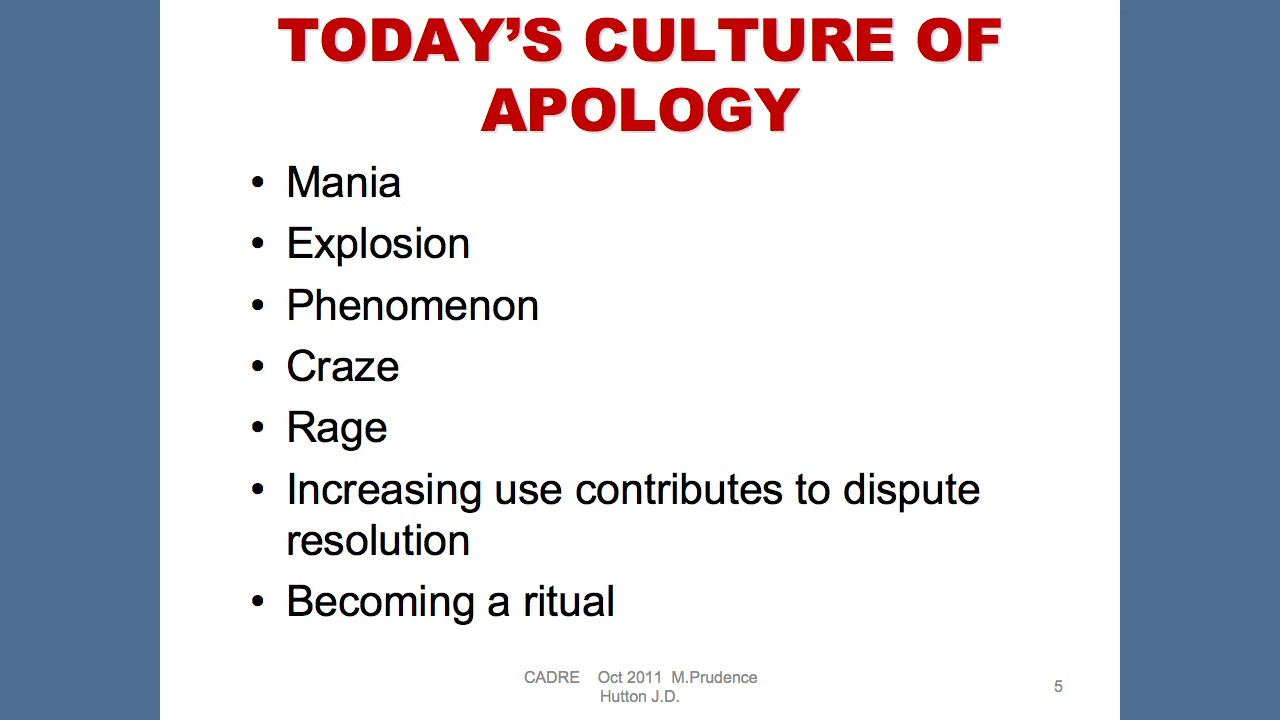 TODAY’S CULTURE OF
APOLOGY
• Mania
• Explosion
• Phenomenon
• Craze
• Rage
• Increasing use contributes to dispute
resolution
• Becoming a ritual
CADRE Oct 2011 M.Prudence
Hutton J.D.
5